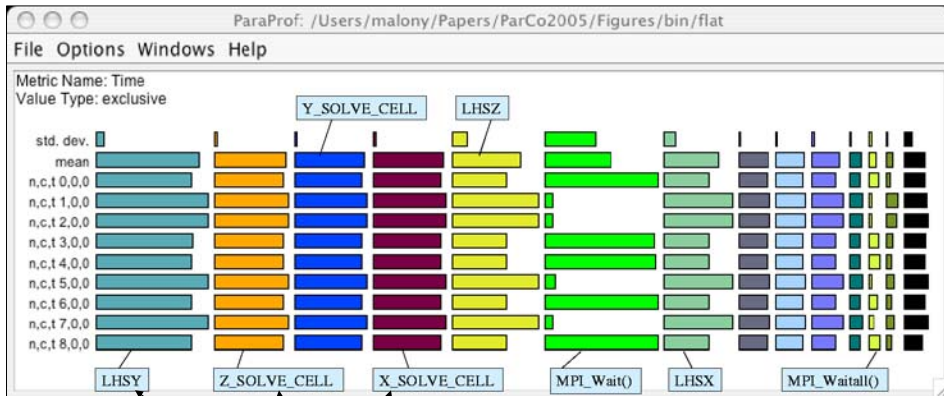 ParaProf: /Users/malony/Papers/ParCo2005/Figures/bin/flat
File Options Windows Help
Metric Name: Time
Value Type: exclusive
Y_SOLVE_CELL
LHSZ
std. dev.
mean
n,c,t 0,0,0
n,c,t 1,0,0
n,c,t 2,0,0
n,c,t 3,0,0
n,c,t 4,0,0
n,c,t 5,0,0
n,c,t 6,0,0
n,c,t 7,0,0
n,c,t 8,0,0
LHSY
Z_SOLVE_CELL
X_SOLVE_CELL
MPI_Wait()
LHSX
MPI_Waitall()